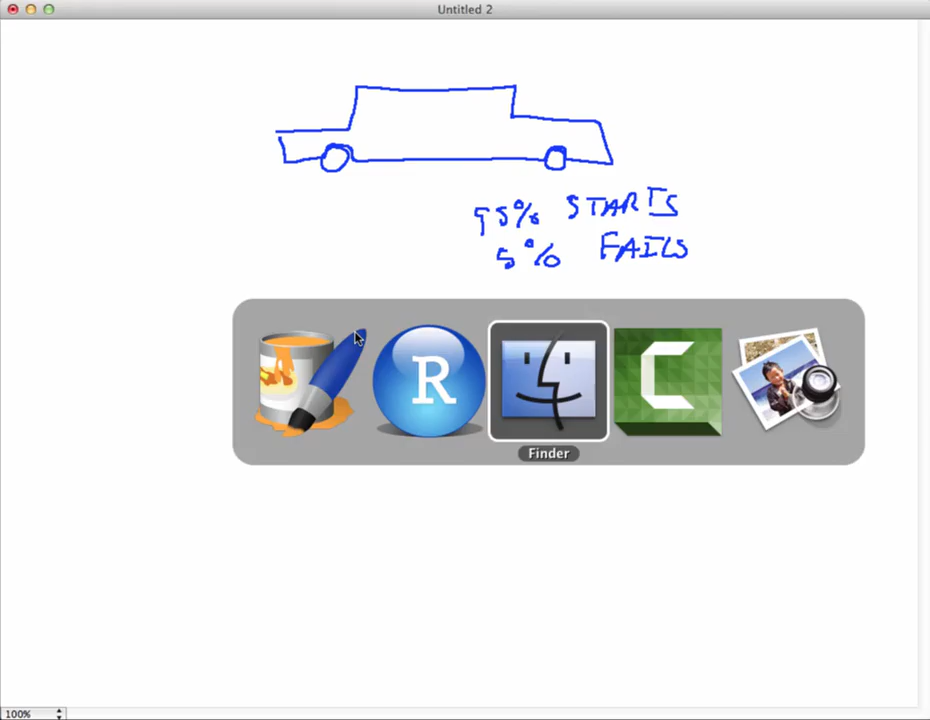 Untitled 2
95% STARTS
5% FAILS
R
C
Finder
100%